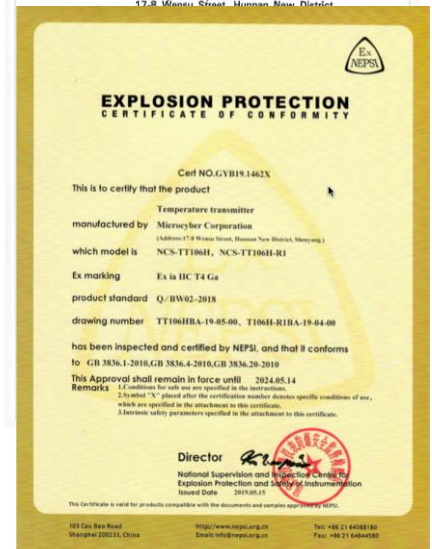 17-8 Wensu Street, Hunnan New District
Ex
NEPSI
EXPLOSION PROTECTION
CERTIFICATE OF CONFORMITY
Cert NO.GYB19.1462X
This is to certify that the product
Temperature transmitter
manufactured by Microcyber Corporation
(Address:17-8 Wensu Street, Hunnan New District, Shenyang)
which model is NCS-TT106H, NCS-TT106H-R1
Ex marking Ex ia IIC T4 Ga
product standard Q/BW02-2018
drawing number TT106HBA-19-05-00, T106H-R1BA-19-04-00
has been inspected and certified by NEPSI, and that it conforms
to GB 3836.1-2010,GB 3836.4-2010,GB 3836.20-2010
This Approval shall remain in force until 2024.05.14
Remarks 1.Conditions for safe use are specified in the instructions.
2.Symbol "X" placed after the certification number denotes specific conditions of use,
which are specified in the attachment to this certificate.
3.Intrinsic safety parameters specified in the attachment to this certificate.
Director
National Supervision and Inspection Centre for
Explosion Protection and Safety of Instrumentation
Issued Date 2019.05.15
This Certificate is valid for products compatible with the documents and samples approved by NEPSI.
103 Cao Bao Road
Shanghai 200233, China
http://www.nepsi.org.cn
Email: info@nepsi.org.cn
Tel: +86 21 64368180
Fax: +86 21 64844580